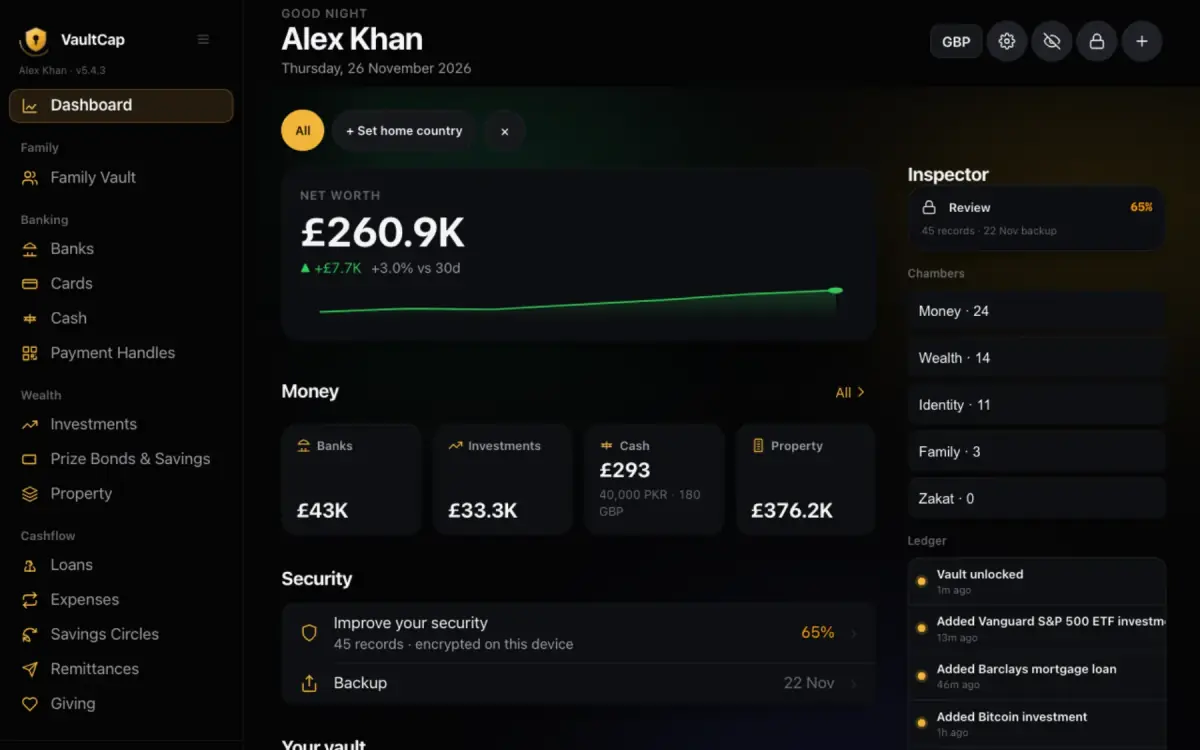 VaultCap
Alex Khan · v5.4.3
Dashboard
Family
Family Vault
Banking
Banks
Cards
Cash
Payment Handles
Wealth
Investments
Prize Bonds & Savings
Property
Cashflow
Loans
Expenses
Savings Circles
Remittances
Giving
GOOD NIGHT
Alex Khan
Thursday, 26 November 2026
GBP
All
+ Set home country
×
NET WORTH
£260.9K
▲ +£7.7K +3.0% vs 30d
Money
All >
Banks
£43K
Investments
£33.3K
Cash
£293
40,000 PKR · 180
GBP
Property
£376.2K
Security
Improve your security
45 records · encrypted on this device
65%
Backup
22 Nov
Your vault
Inspector
Review
65%
45 records · 22 Nov backup
Chambers
Money · 24
Wealth · 14
Identity · 11
Family · 3
Zakat · 0
Ledger
Vault unlocked
1m ago
Added Vanguard S&P 500 ETF investm
13m ago
Added Barclays mortgage loan
46m ago
Added Bitcoin investment
1h ago